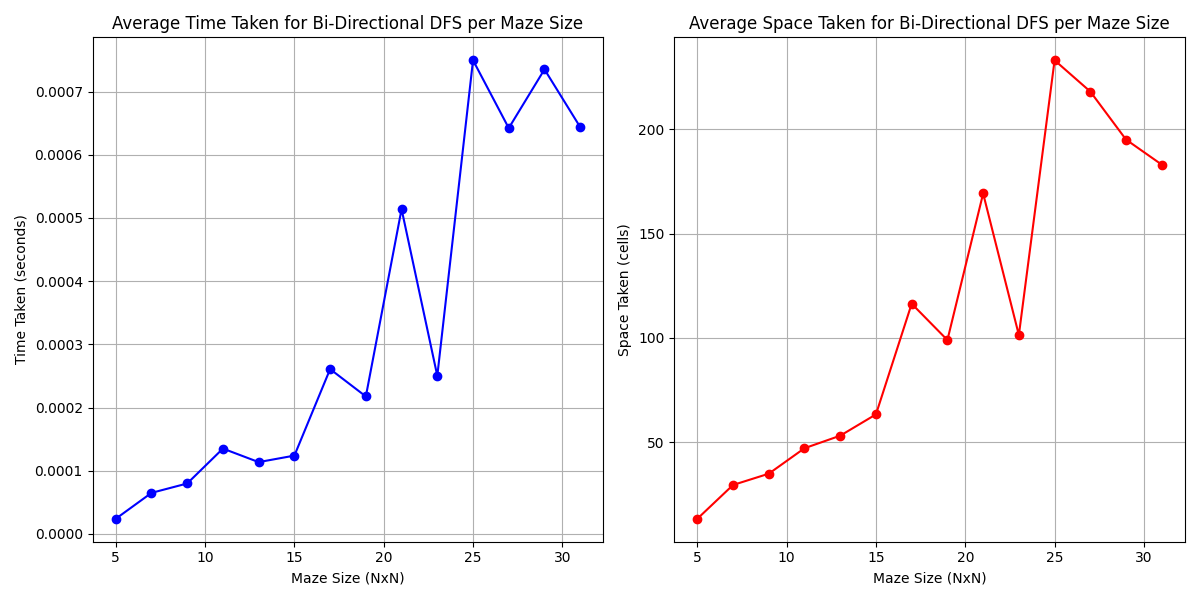 Average Time Taken for Bi-Directional DFS per Maze Size
Time Taken (seconds)
0.0007
0.0006
0.0005
0.0004
0.0003
0.0002
0.0001
0.0000
5 10 15 20 25 30
Maze Size (NxN)
Average Space Taken for Bi-Directional DFS per Maze Size
Space Taken (cells)
200
150
100
50
5 10 15 20 25 30
Maze Size (NxN)